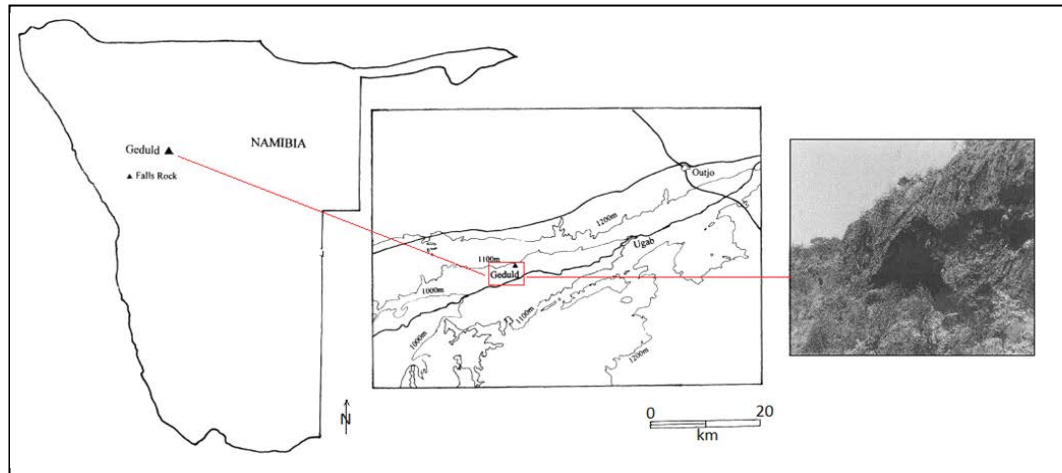 NAMIBIA
Geduld
Falls Rock
N
Outjo
1200m
Ugab
1100m
Geduld
1000m
1100m
1000m
1200m
0 20
km